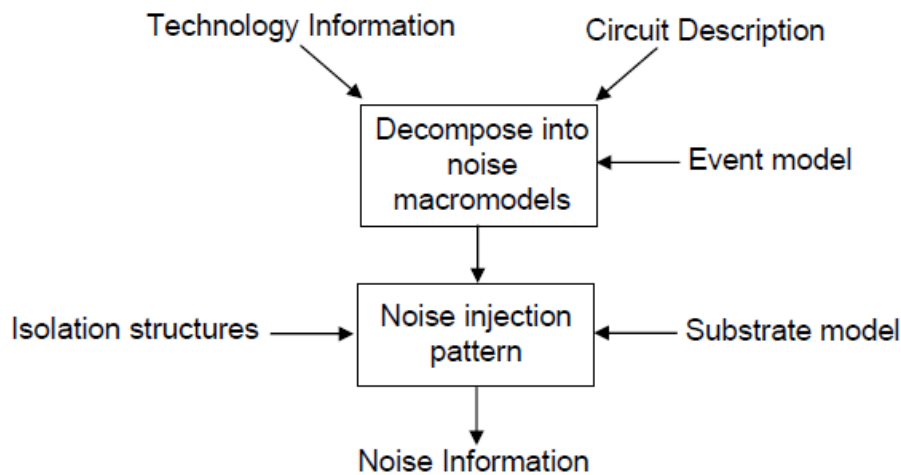 Technology Information
Circuit Description
Decompose into
noise
macromodels
Event model
Isolation structures
Noise injection
pattern
Substrate model
Noise Information